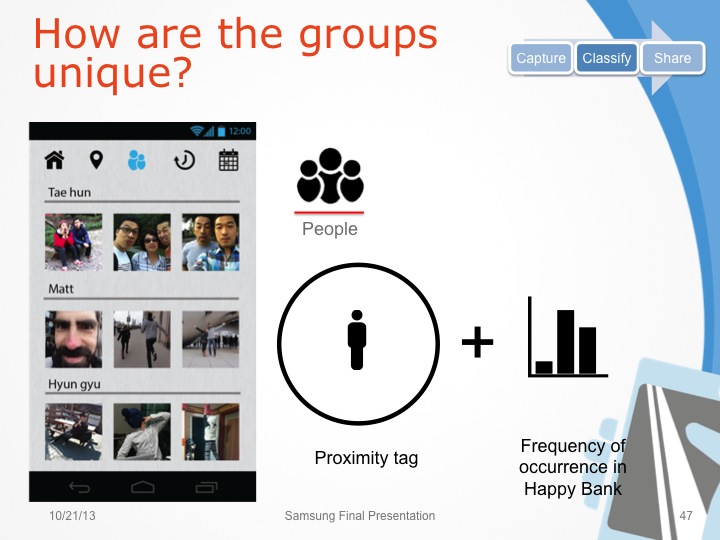 How are the groups
unique?
Capture
Classify
Share
12:00
Tae hun
Matt
Hyun gyu
People
+
Proximity tag
Frequency of
occurrence in
Happy Bank
10/21/13
Samsung Final Presentation
47